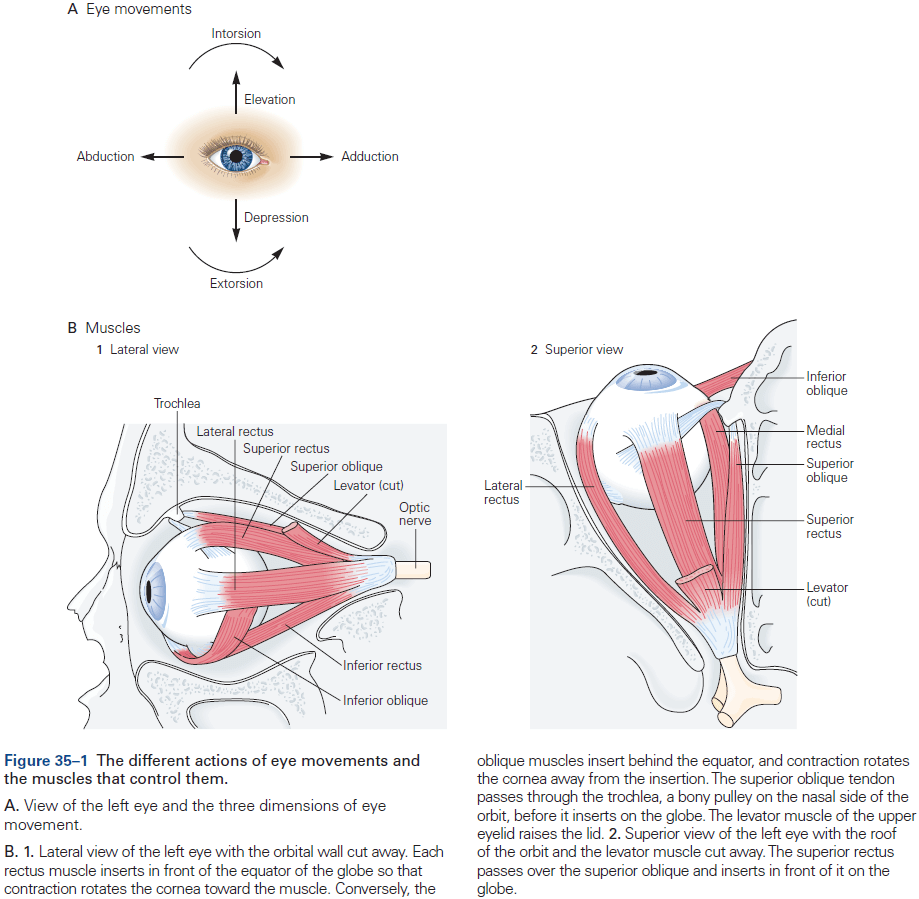 A Eye movements
Intorsion
Elevation
Abduction
Adduction
Depression
Extorsion
B Muscles
1 Lateral view
Trochlea
Lateral rectus
Superior rectus
Superior oblique
Levator (cut)
Optic
nerve
Inferior rectus
Inferior oblique
2 Superior view
Inferior
oblique
Medial
rectus
Superior
oblique
Lateral
rectus
Superior
rectus
Levator
(cut)
Figure 35–1 The different actions of eye movements and
the muscles that control them.
A. View of the left eye and the three dimensions of eye
movement.
B. 1. Lateral view of the left eye with the orbital wall cut away. Each
rectus muscle inserts in front of the equator of the globe so that
contraction rotates the cornea toward the muscle. Conversely, the
oblique muscles insert behind the equator, and contraction rotates
the cornea away from the insertion. The superior oblique tendon
passes through the trochlea, a bony pulley on the nasal side of the
orbit, before it inserts on the globe. The levator muscle of the upper
eyelid raises the lid. 2. Superior view of the left eye with the roof
of the orbit and the levator muscle cut away. The superior rectus
passes over the superior oblique and inserts in front of it on the
globe.